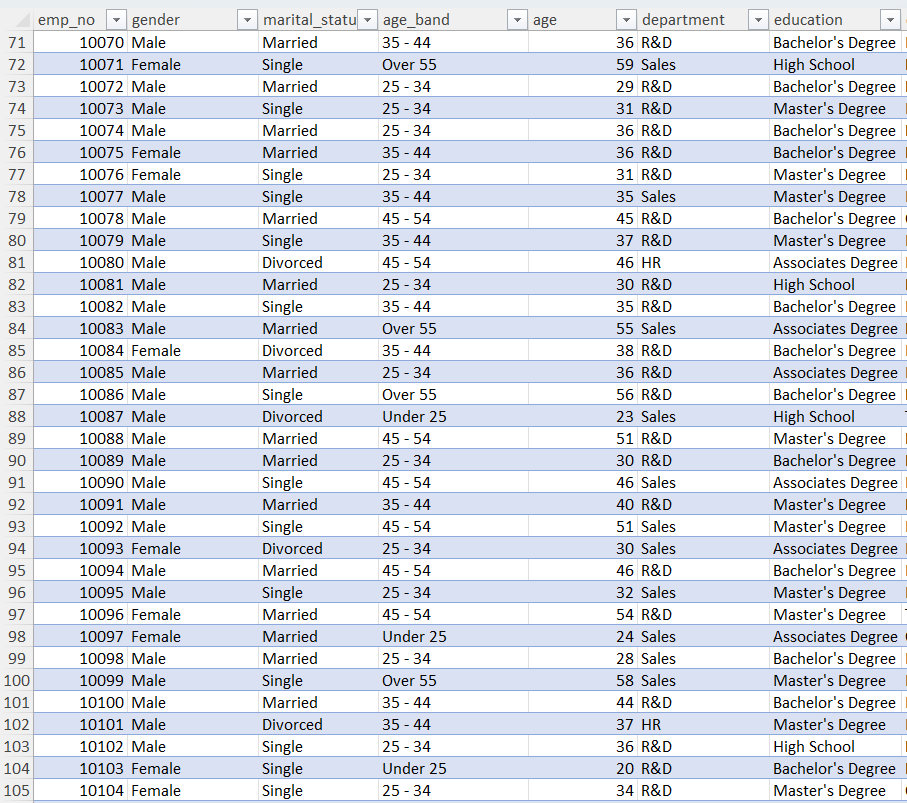 emp_no gender marital_statu age_band age department education
71 10070 Male Married 35 - 44 36 R&D Bachelor's Degree
72 10071 Female Single Over 55 59 Sales High School
73 10072 Male Married 25 - 34 29 R&D Bachelor's Degree
74 10073 Male Single 25 - 34 31 R&D Master's Degree
75 10074 Male Married 25 - 34 36 R&D Bachelor's Degree
76 10075 Female Married 35 - 44 36 R&D Bachelor's Degree
77 10076 Female Single 25 - 34 31 R&D Master's Degree
78 10077 Male Single 35 - 44 35 Sales Master's Degree
79 10078 Male Married 45 - 54 45 R&D Bachelor's Degree
80 10079 Male Single 35 - 44 37 R&D Master's Degree
81 10080 Male Divorced 45 - 54 46 HR Associates Degree
82 10081 Male Married 25 - 34 30 R&D High School
83 10082 Male Single 35 - 44 35 R&D Bachelor's Degree
84 10083 Male Married Over 55 55 Sales Associates Degree
85 10084 Female Divorced 35 - 44 38 R&D Bachelor's Degree
86 10085 Male Married 25 - 34 36 R&D Associates Degree
87 10086 Male Single Over 55 56 R&D Bachelor's Degree
88 10087 Male Divorced Under 25 23 Sales High School
89 10088 Male Married 45 - 54 51 R&D Master's Degree
90 10089 Male Married 25 - 34 30 R&D Bachelor's Degree
91 10090 Male Single 45 - 54 46 Sales Associates Degree
92 10091 Male Married 35 - 44 40 R&D Master's Degree
93 10092 Male Single 45 - 54 51 Sales Master's Degree
94 10093 Female Divorced 25 - 34 30 Sales Associates Degree
95 10094 Male Married 45 - 54 46 R&D Bachelor's Degree
96 10095 Male Single 25 - 34 32 Sales Master's Degree
97 10096 Female Married 45 - 54 54 R&D Master's Degree
98 10097 Female Married Under 25 24 Sales Associates Degree
99 10098 Male Married 25 - 34 28 Sales Bachelor's Degree
100 10099 Male Single Over 55 58 Sales Master's Degree
101 10100 Male Married 35 - 44 44 R&D Bachelor's Degree
102 10101 Male Divorced 35 - 44 37 HR Master's Degree
103 10102 Male Single 25 - 34 36 R&D High School
104 10103 Female Single Under 25 20 R&D Bachelor's Degree
105 10104 Female Single 25 - 34 34 R&D Master's Degree